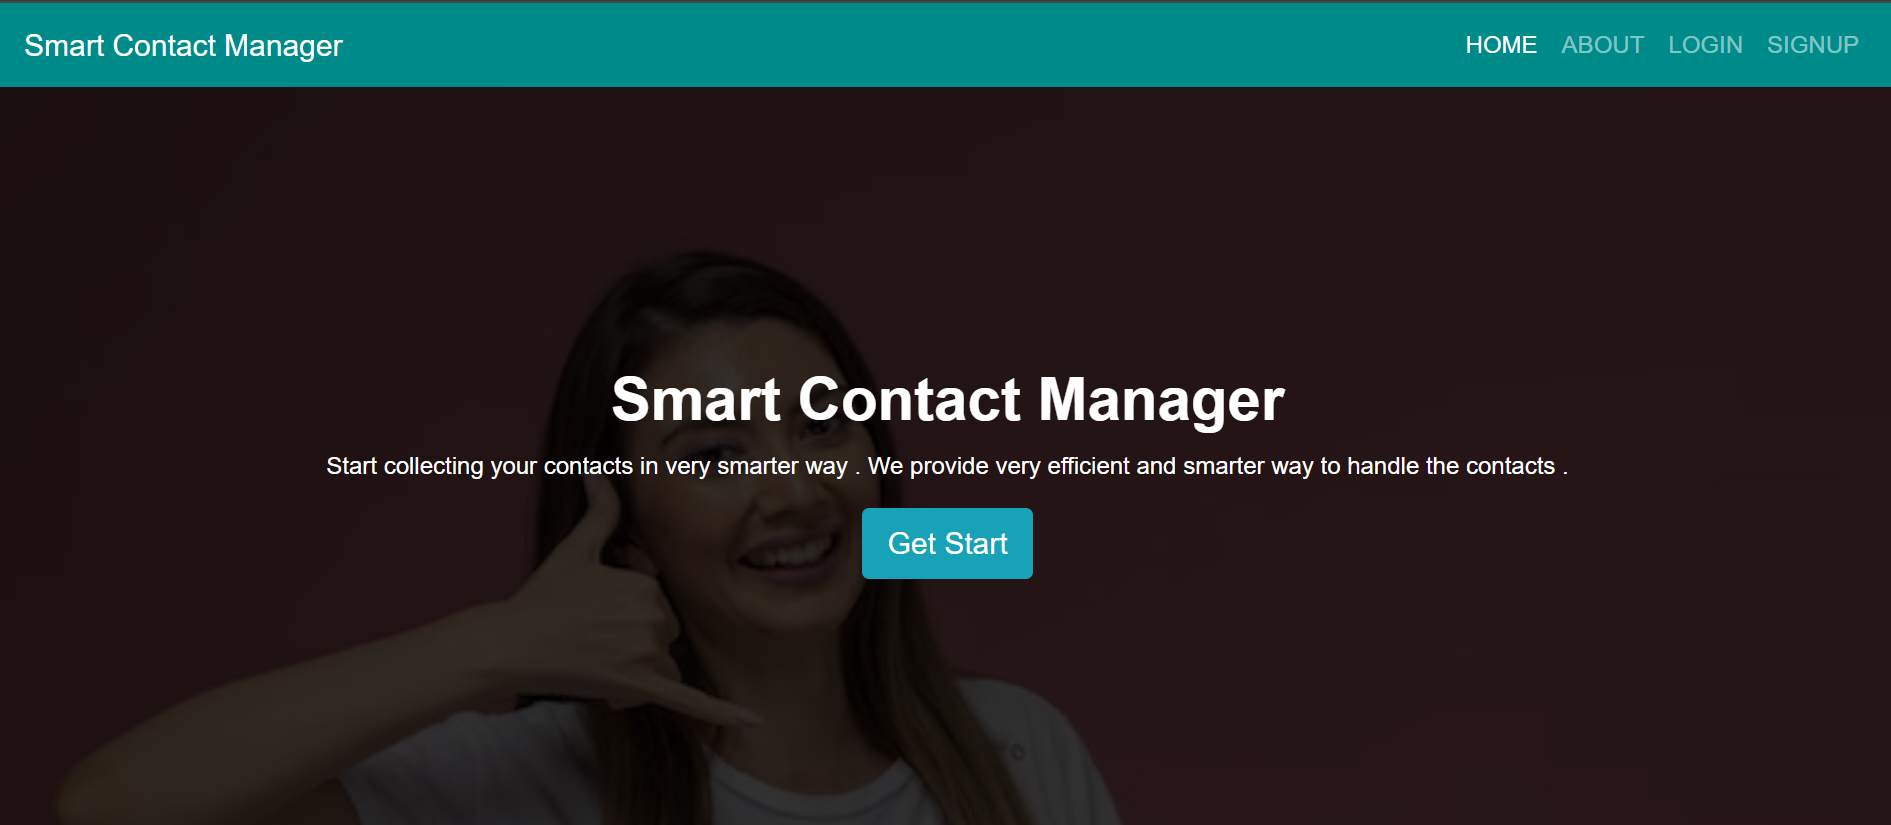 Smart Contact Manager
HOME ABOUT LOGIN SIGNUP
Smart Contact Manager
Start collecting your contacts in very smarter way . We provide very efficient and smarter way to handle the contacts .
Get Start